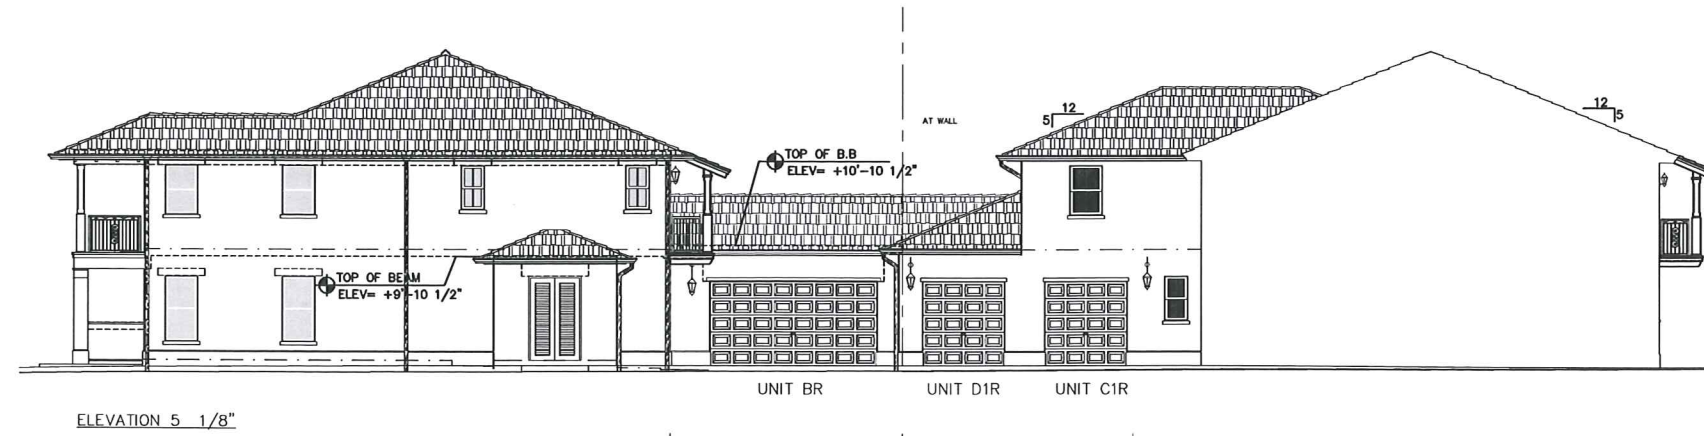 12
5
AT WALL
12
5
TOP OF B.B
ELEV= +10'-10 1/2"
TOP OF BEAM
ELEV= +9'-10 1/2"
UNIT BR
UNIT D1R
UNIT C1R
ELEVATION 5 1/8"